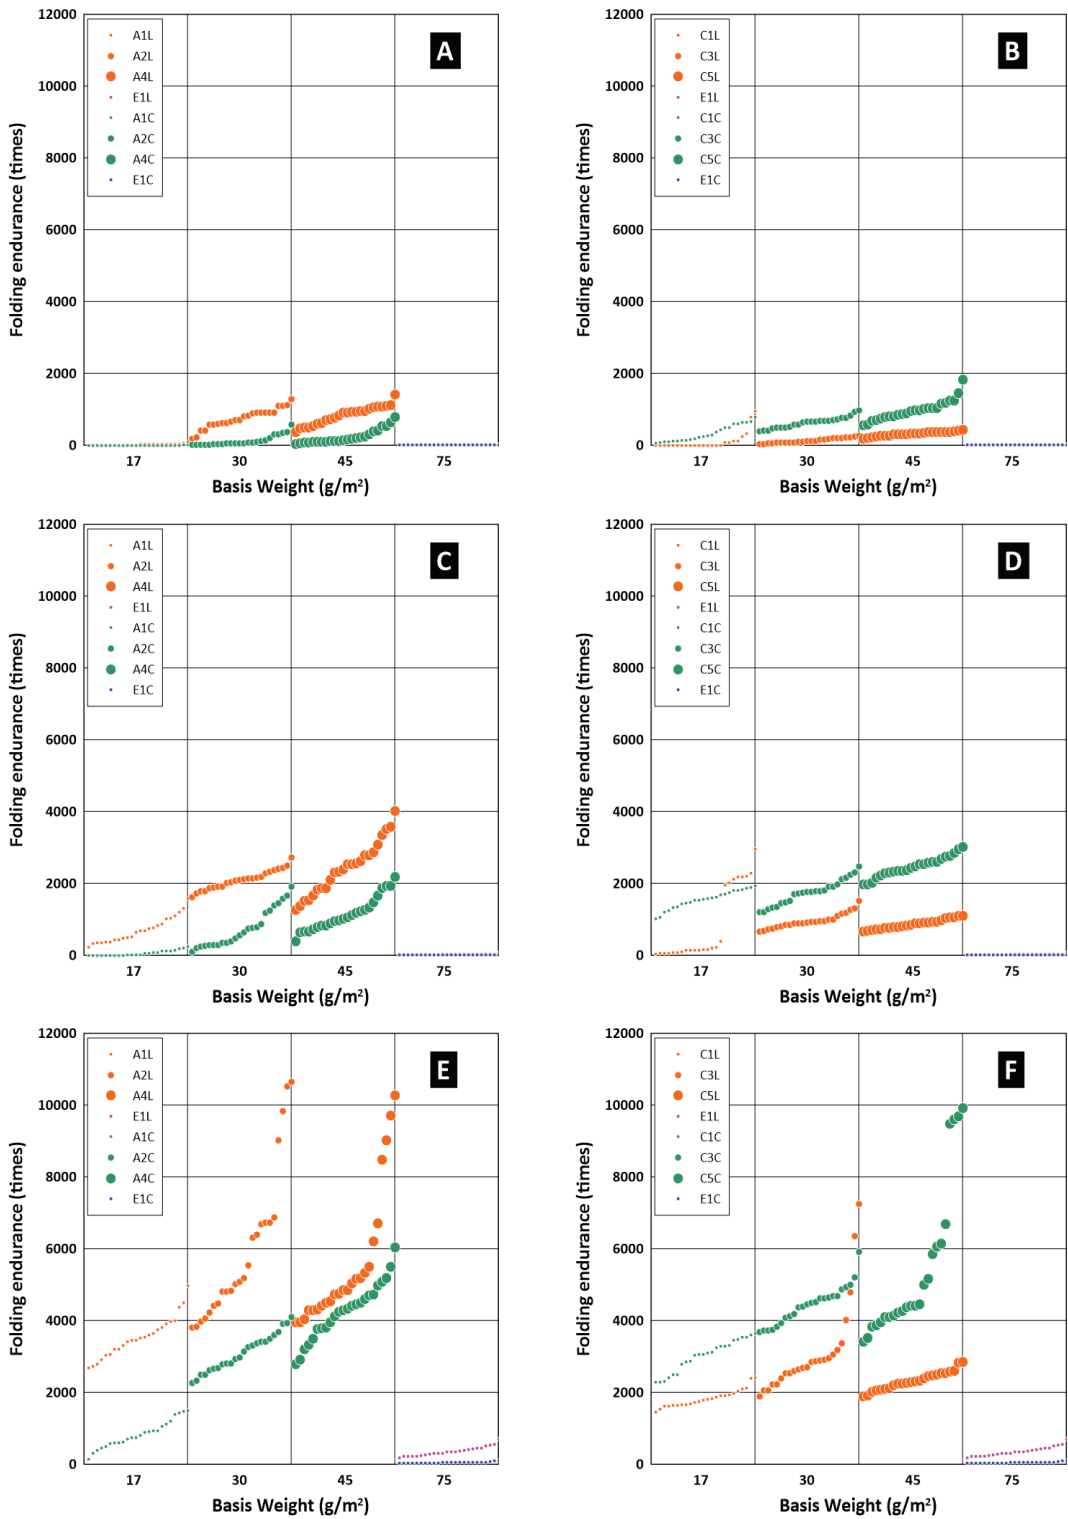 A
12000
10000
8000
6000
4000
2000
0
Folding endurance (times)
A1L
A2L
A4L
E1L
A1C
A2C
A4C
E1C
17 30 45 75
Basis Weight (g/m²)
B
12000
10000
8000
6000
4000
2000
0
Folding endurance (times)
C1L
C3L
C5L
E1L
C1C
C3C
C5C
E1C
17 30 45 75
Basis Weight (g/m²)
C
12000
10000
8000
6000
4000
2000
0
Folding endurance (times)
A1L
A2L
A4L
E1L
A1C
A2C
A4C
E1C
17 30 45 75
Basis Weight (g/m²)
D
12000
10000
8000
6000
4000
2000
0
Folding endurance (times)
C1L
C3L
C5L
E1L
C1C
C3C
C5C
E1C
17 30 45 75
Basis Weight (g/m²)
E
12000
10000
8000
6000
4000
2000
0
Folding endurance (times)
A1L
A2L
A4L
E1L
A1C
A2C
A4C
E1C
17 30 45 75
Basis Weight (g/m²)
F
12000
10000
8000
6000
4000
2000
0
Folding endurance (times)
C1L
C3L
C5L
E1L
C1C
C3C
C5C
E1C
17 30 45 75
Basis Weight (g/m²)